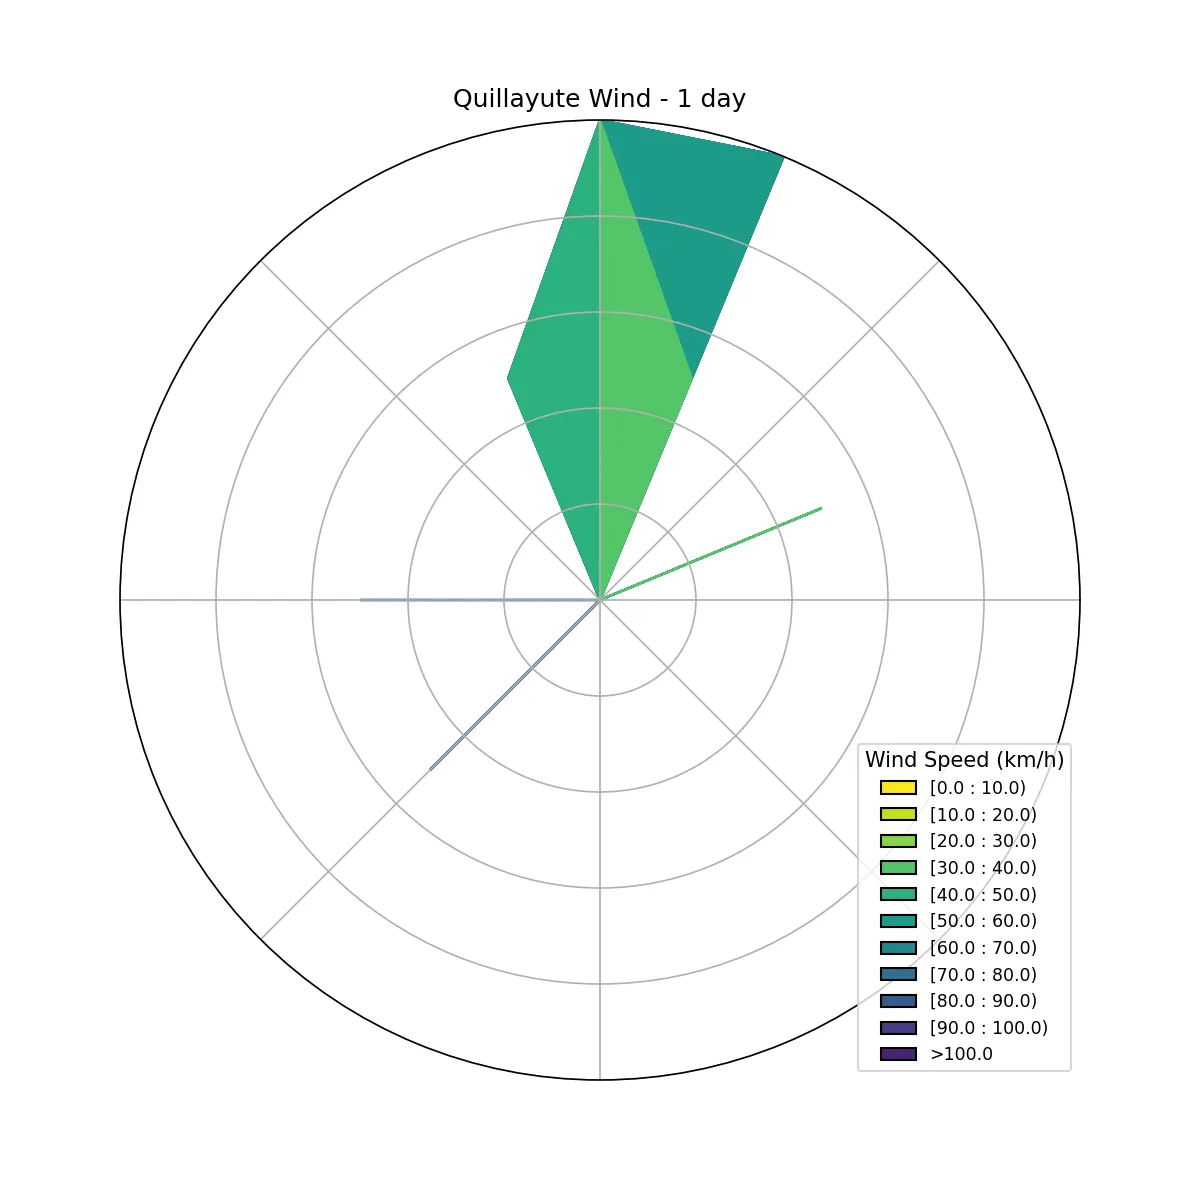 Quillayute Wind - 1 day
Wind Speed (km/h)
[0.0 : 10.0)
[10.0 : 20.0)
[20.0 : 30.0)
[30.0 : 40.0)
[40.0 : 50.0)
[50.0 : 60.0)
[60.0 : 70.0)
[70.0 : 80.0)
[80.0 : 90.0)
[90.0 : 100.0)
>100.0